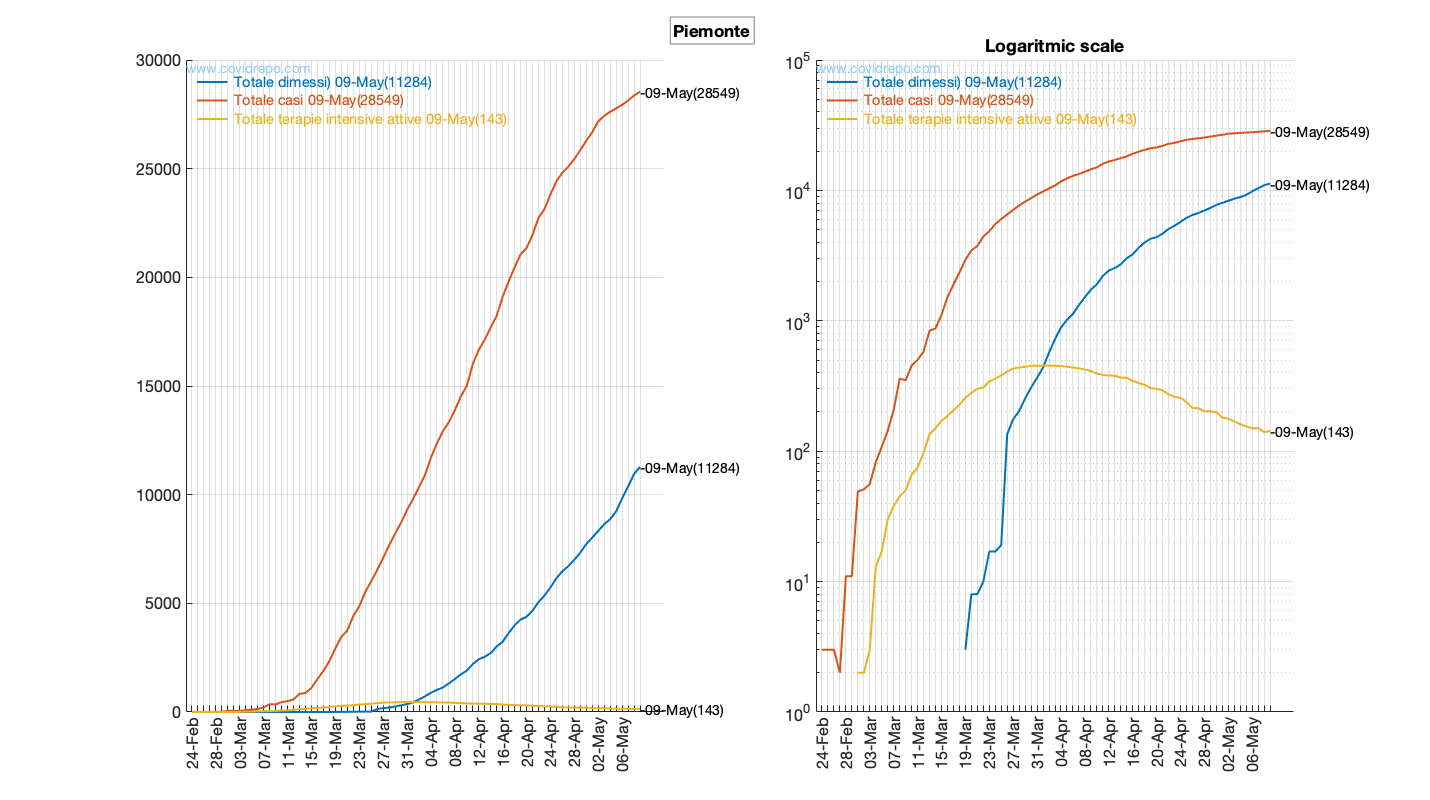 Piemonte
www.covidrepo.com
Totale dimessi) 09-May(11284)
Totale casi 09-May(28549)
Totale terapie intensive attive 09-May(143)
30000
25000
20000
15000
10000
5000
0
-09-May(28549)
-09-May(11284)
-09-May(143)
24-Feb
28-Feb
03-Mar
07-Mar
11-Mar
15-Mar
19-Mar
23-Mar
27-Mar
31-Mar
04-Apr
08-Apr
12-Apr
16-Apr
20-Apr
24-Apr
28-Apr
02-May
06-May
Logaritmic scale
www.covidrepo.com
Totale dimessi) 09-May(11284)
Totale casi 09-May(28549)
Totale terapie intensive attive 09-May(143)
10^5
10^4
10^3
10^2
10^1
10^0
-09-May(28549)
-09-May(11284)
-09-May(143)
24-Feb
28-Feb
03-Mar
07-Mar
11-Mar
15-Mar
19-Mar
23-Mar
27-Mar
31-Mar
04-Apr
08-Apr
12-Apr
16-Apr
20-Apr
24-Apr
28-Apr
02-May
06-May